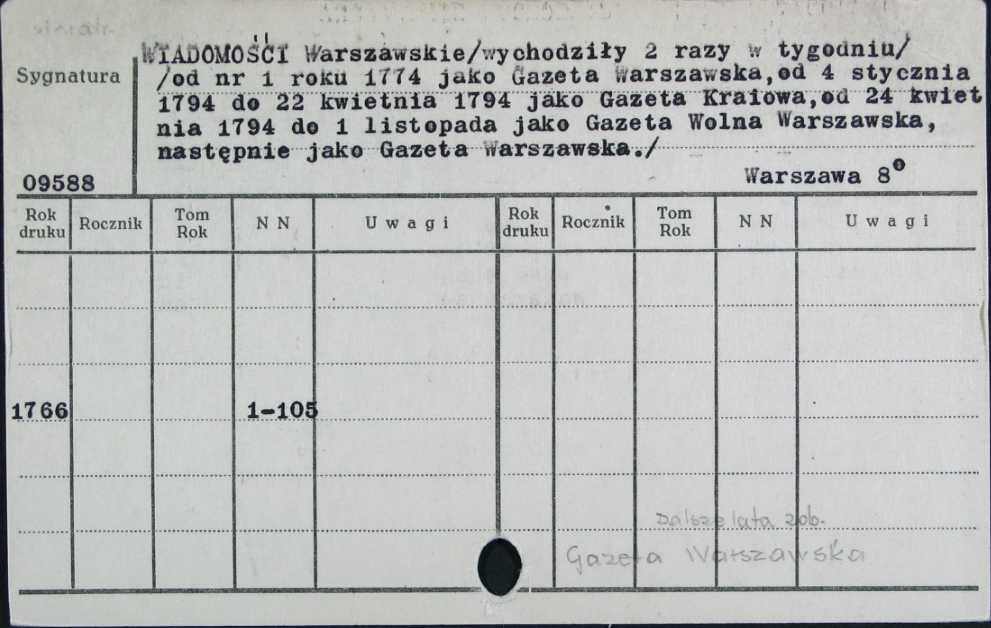 WIADOMOŚĆI Warszawskie/wychodziły 2 razy w tygodniu/
Sygnatura
/od nr 1 roku 1774 jako Gazeta Warszawska,od 4 stycznia
1794 do 22 kwietnia 1794 jako Gazeta Kraiowa,od 24 kwiet
nia 1794 do 1 listopada jako Gazeta Wolna Warszawska,
następnie jako Gazeta Warszawska./
09588
Warszawa 8°
Rok druku Rocznik Tom Rok N N Uwagi Rok druku Rocznik Tom Rok N N Uwagi
1766 1-105
dalsze lata zob.
Gazeta Warszawska